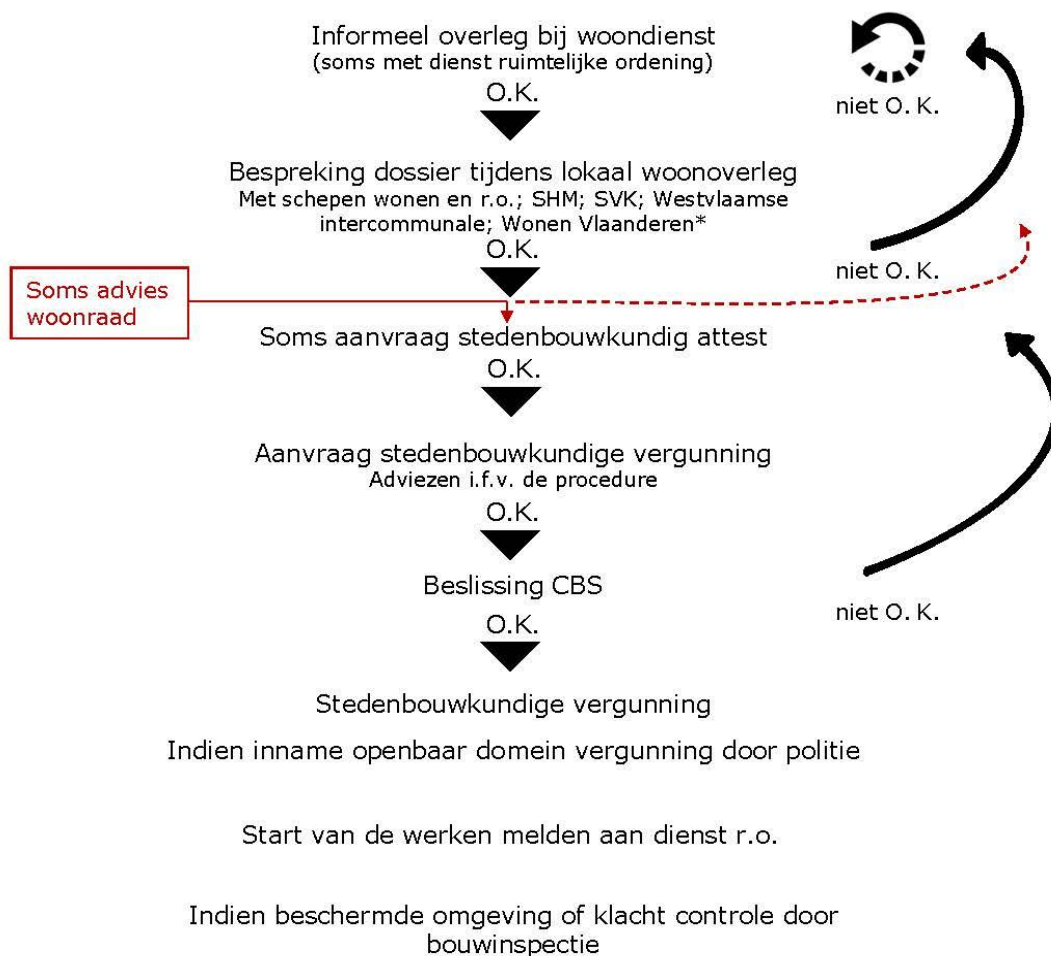 Informeel overleg bij woondienst
(soms met dienst ruimtelijke ordening)
O.K.
niet O. K.
Bespreking dossier tijdens lokaal woonoverleg
Met schepen wonen en r.o.; SHM; SVK; Westvlaamse
intercommunale; Wonen Vlaanderen*
O.K.
niet O. K.
Soms advies
woonraad
Soms aanvraag stedenbouwkundig attest
O.K.
Aanvraag stedenbouwkundige vergunning
Adviezen i.f.v. de procedure
O.K.
Beslissing CBS
niet O. K.
O.K.
Stedenbouwkundige vergunning
Indien inname openbaar domein vergunning door politie
Start van de werken melden aan dienst r.o.
Indien beschermde omgeving of klacht controle door
bouwinspectie